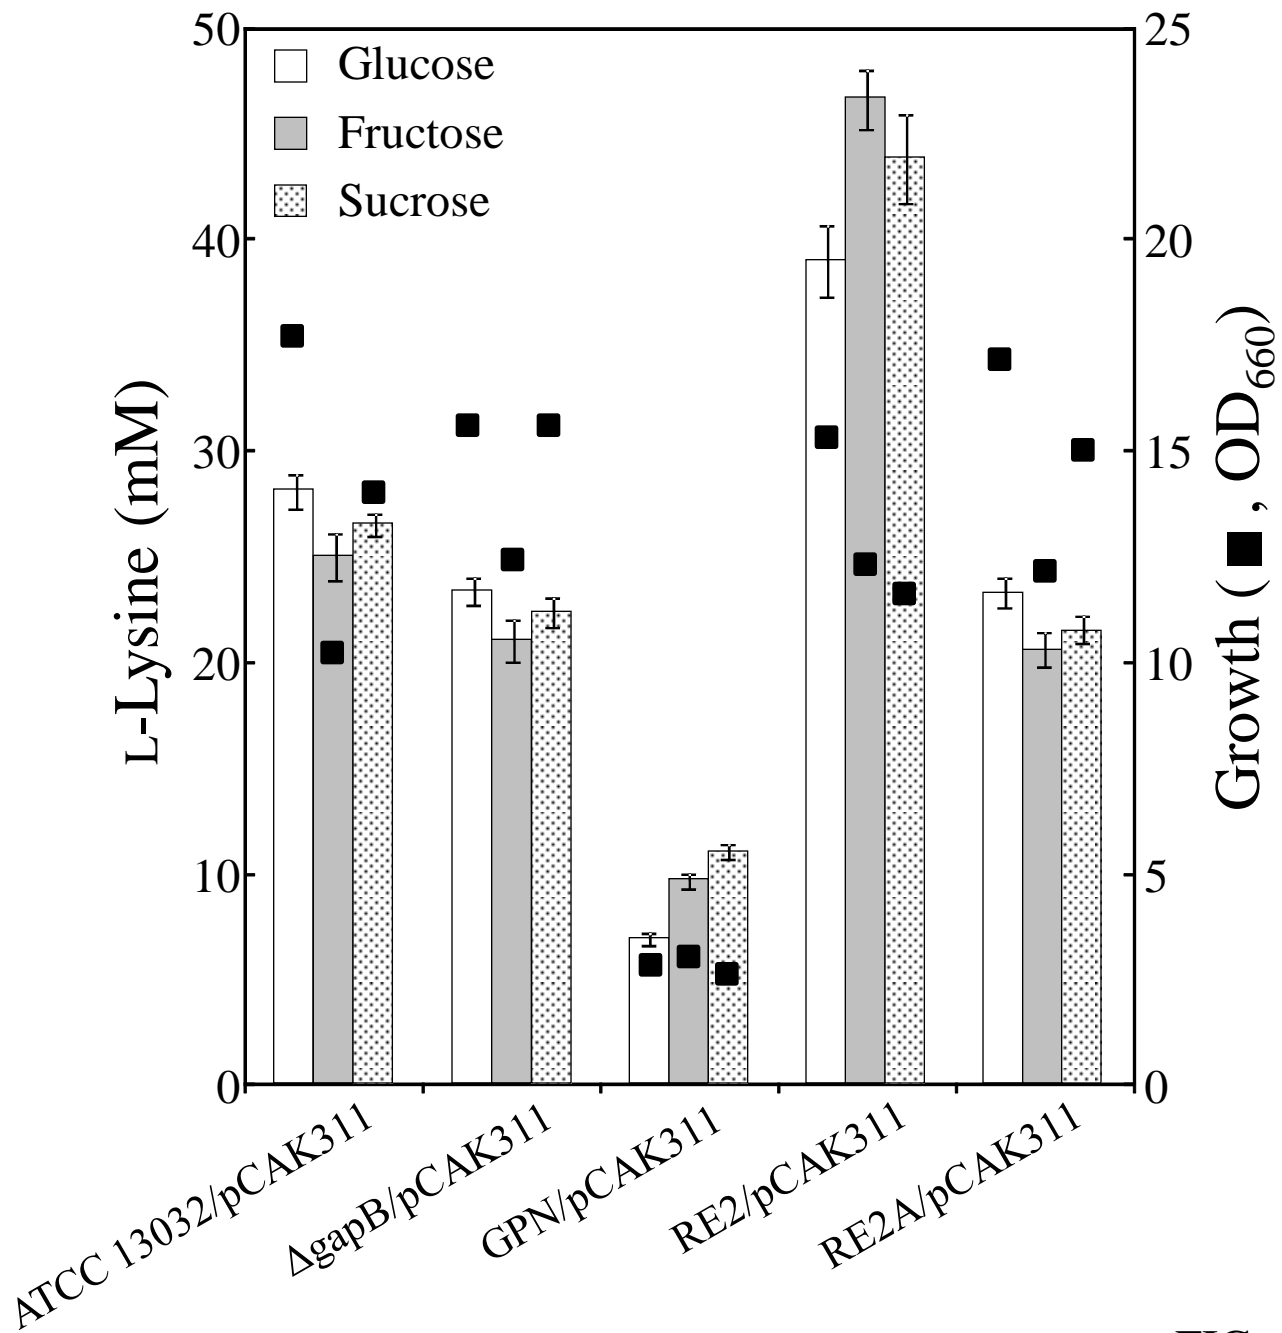 50
40
30
20
10
0
L-Lysine (mM)
Glucose
Fructose
Sucrose
25
20
15
10
5
0
Growth (■, OD660)
ATCC 13032/pCAK311
ΔgapB/pCAK311
GPN/pCAK311
RE2/pCAK311
RE2A/pCAK311